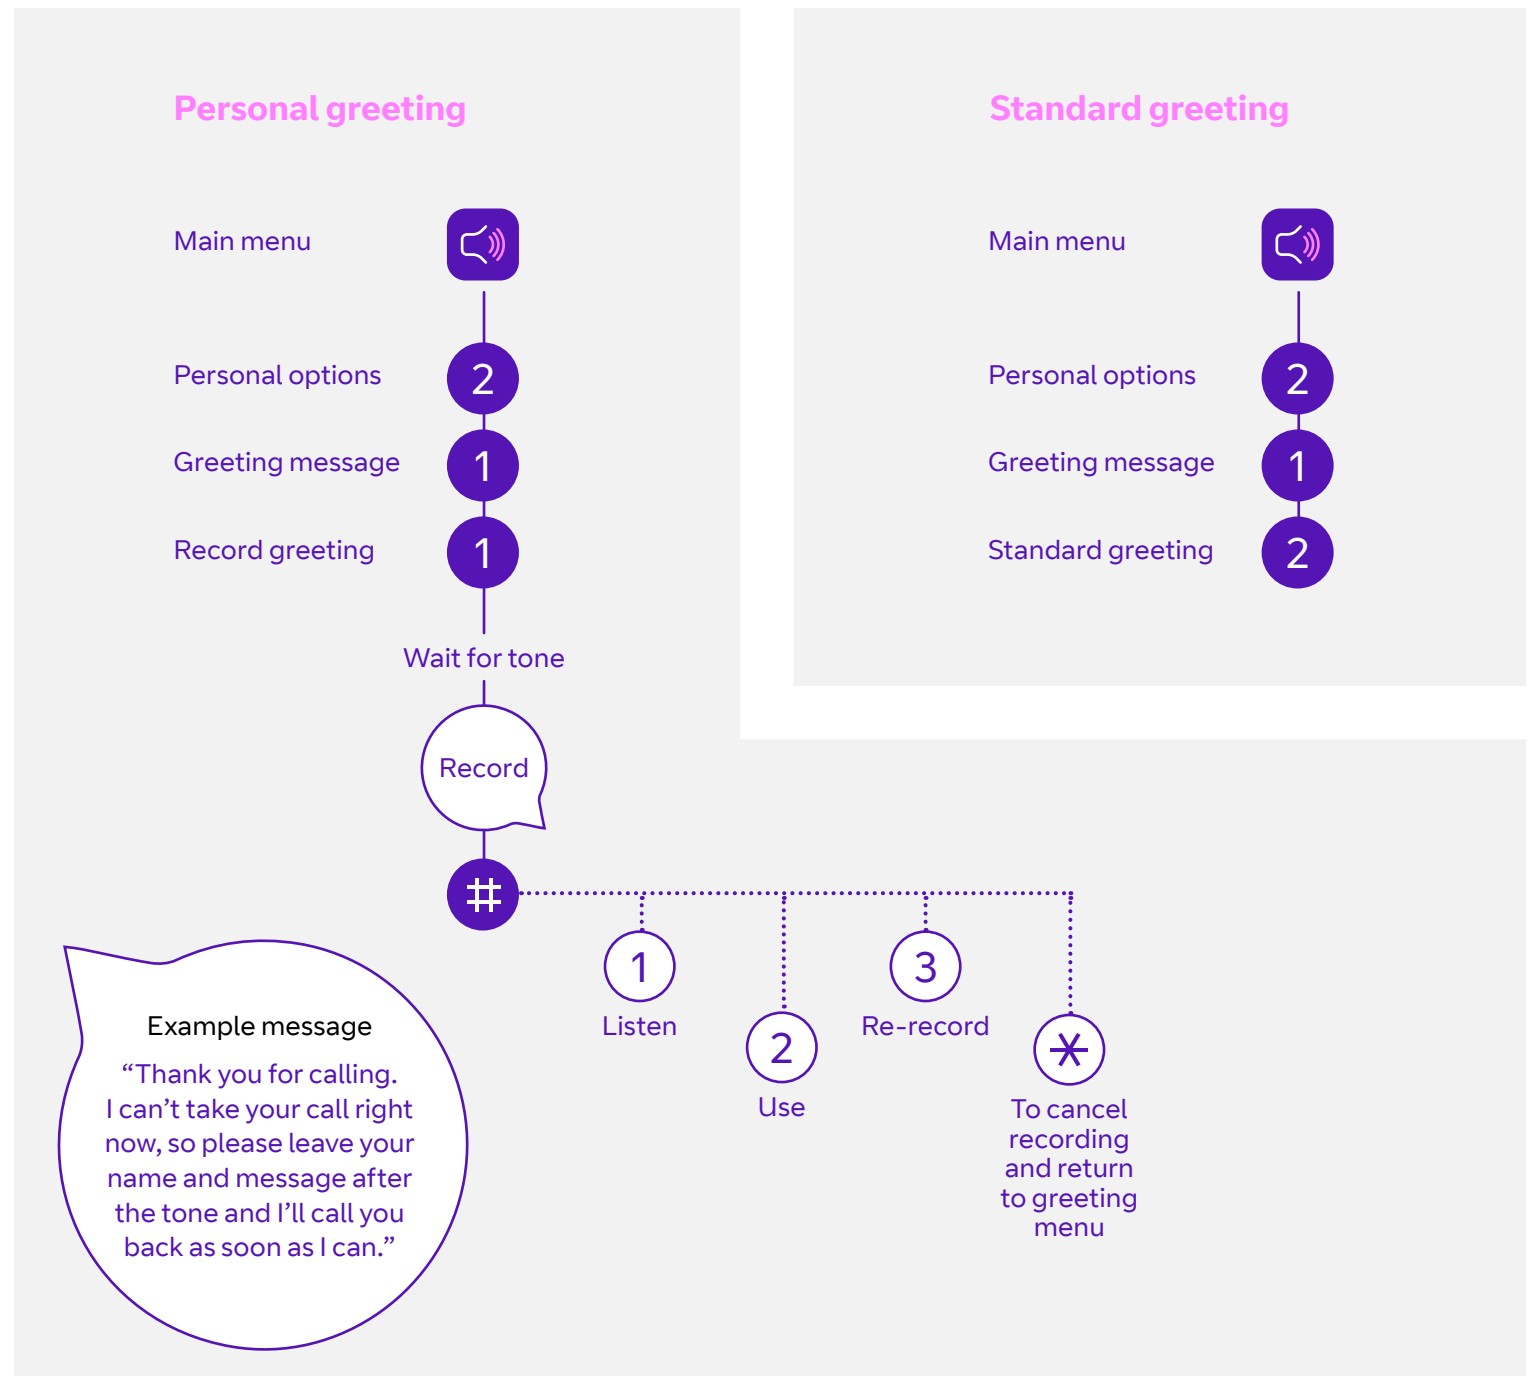 Personal greeting
Main menu
Personal options
2
Greeting message
1
Record greeting
1
Wait for tone
Record
#
1
Listen
2
Use
3
Re-record
*
To cancel
recording
and return
to greeting
menu
Example message
“Thank you for calling.
I can’t take your call right
now, so please leave your
name and message after
the tone and I’ll call you
back as soon as I can.”
Standard greeting
Main menu
Personal options
2
Greeting message
1
Standard greeting
2